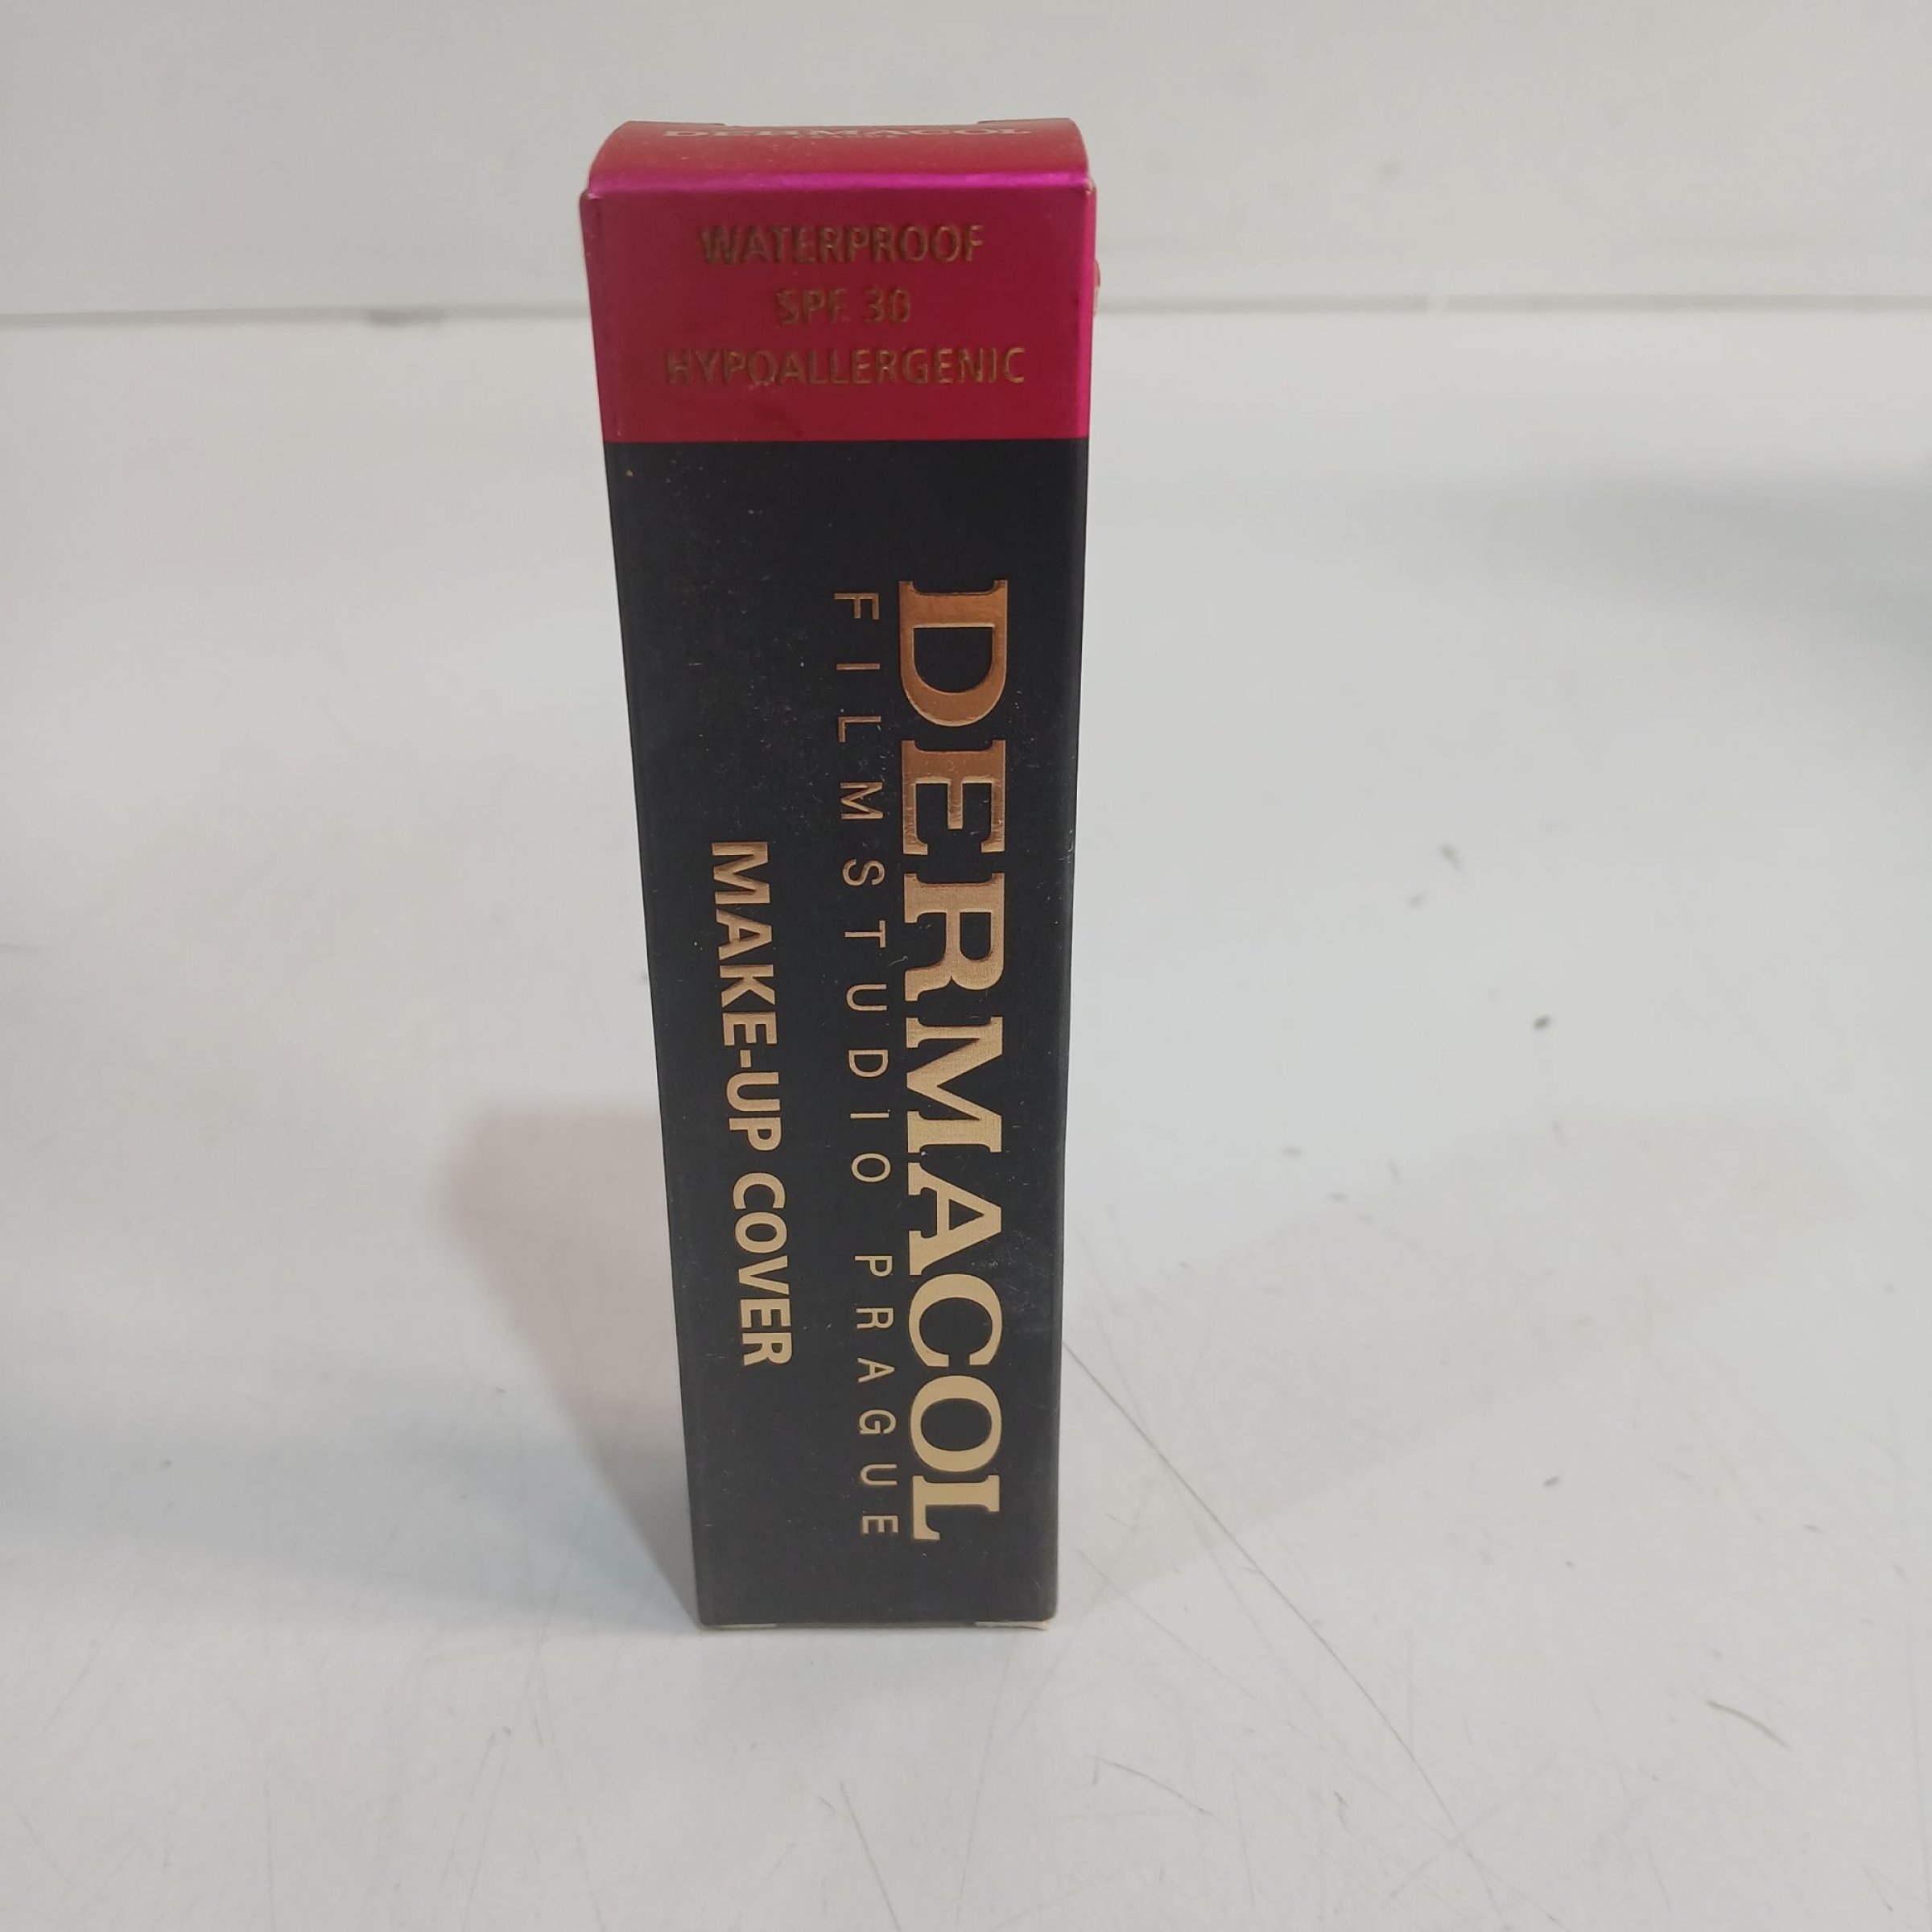 DERMACOL
WATERPROOF
SPF 30
HYPOALLERGENIC
DERMACOL
FILMSTUDIO PRAGUE
MAKE-UP COVER